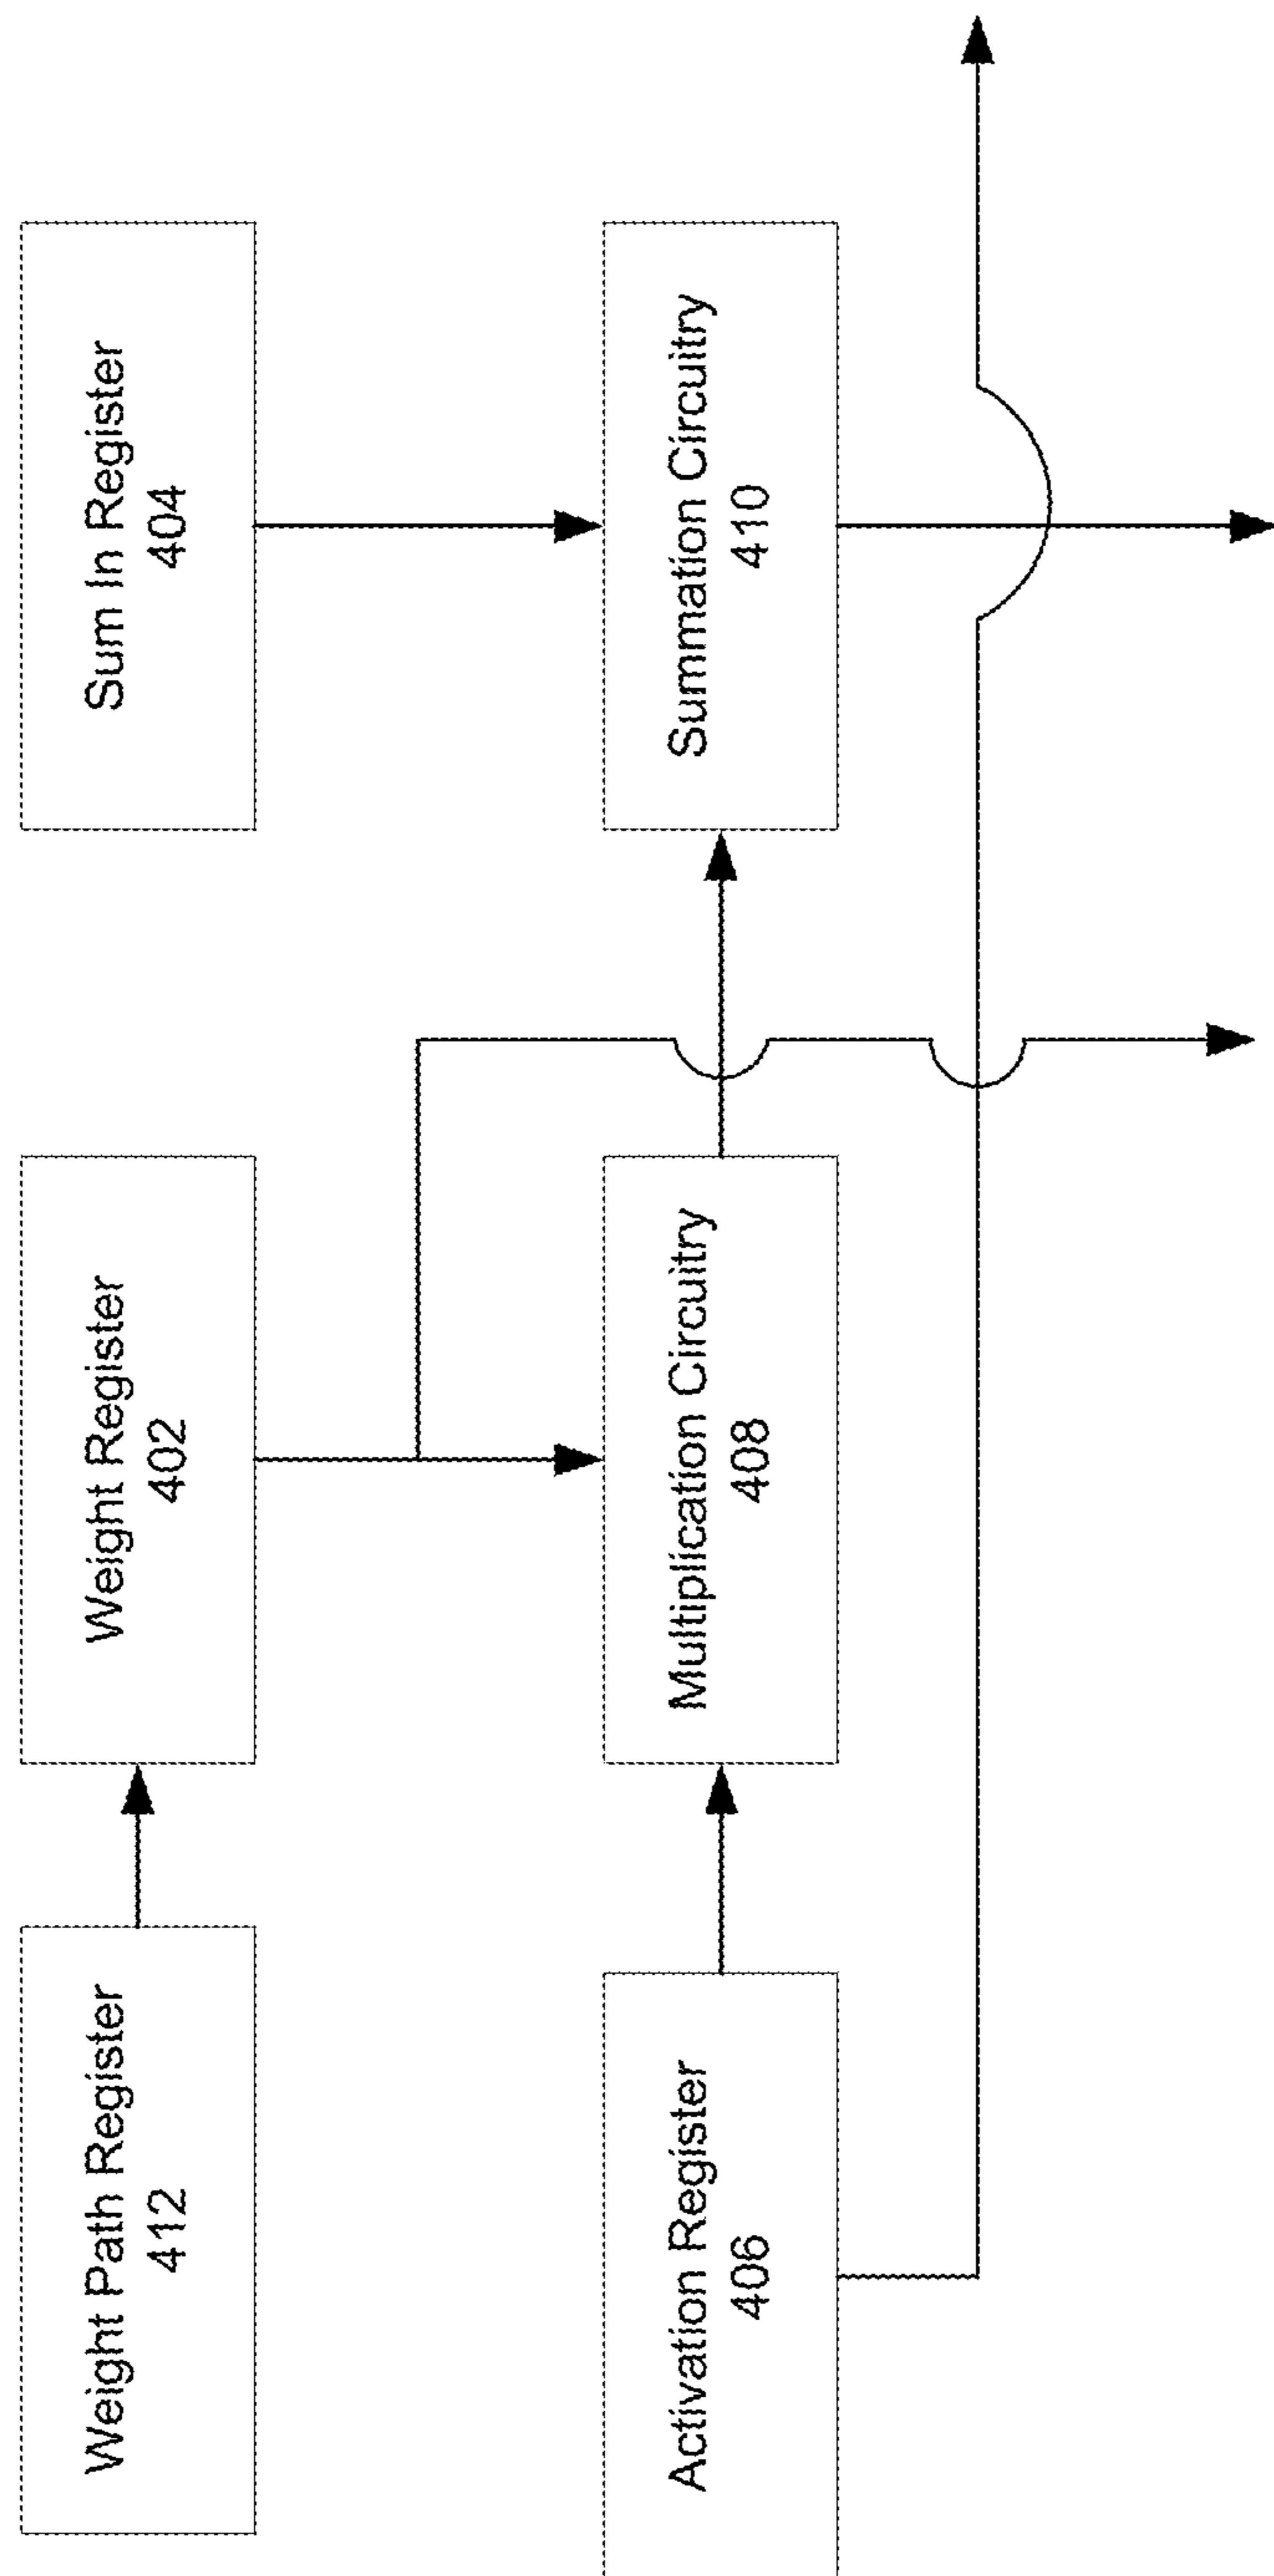 Weight Path Register
412
Weight Register
402
Sum In Register
404
Activation Register
406
Multiplication Circuitry
408
Summation Circuitry
410